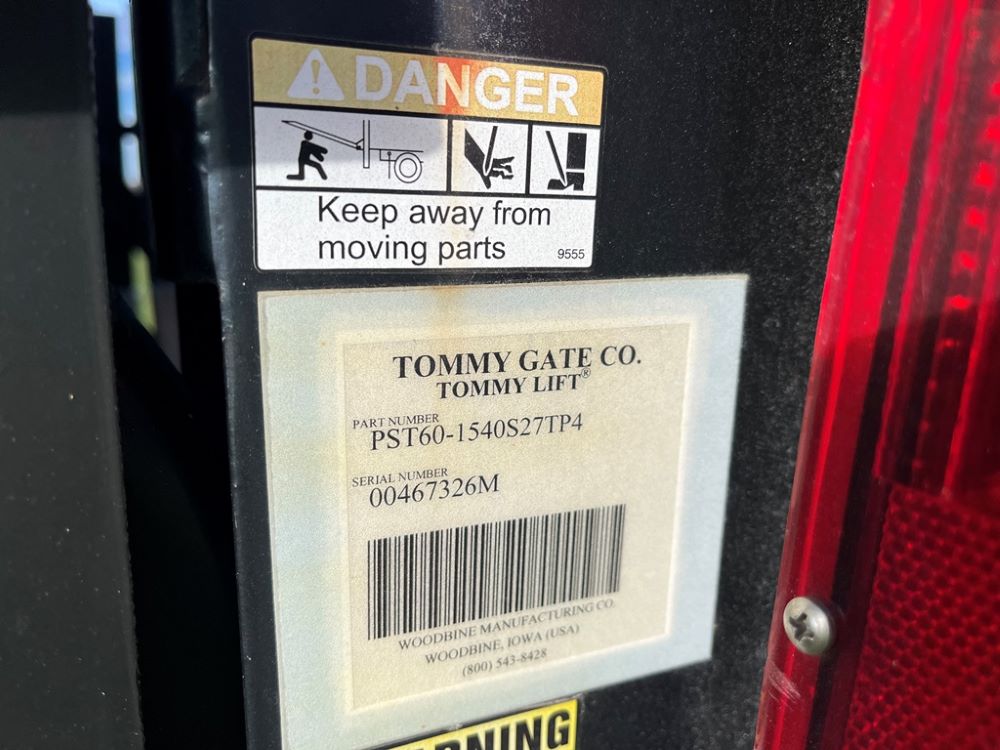 DANGER
Keep away from
moving parts
9555
TOMMY GATE CO.
TOMMY LIFT®
PART NUMBER
PST60-1540S27TP4
SERIAL NUMBER
00467326M
WOODBINE MANUFACTURING CO.
WOODBINE, IOWA (USA)
(800) 543-8428